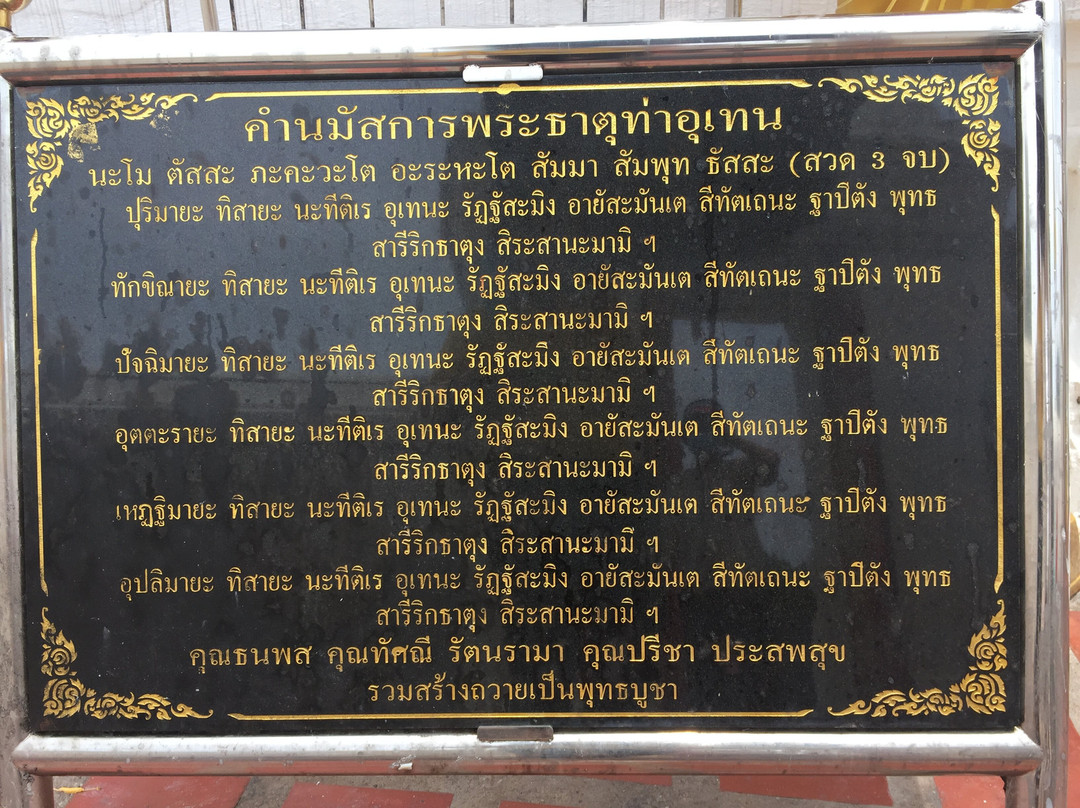 คำนมัสการพระธาตุท่าอุเทน
นะโม ตัสสะ ภะคะวะโต อะระหะโต สัมมา สัมพุท ธัสสะ (สวด 3 จบ)
ปุริมายะ ทิสายะ นะทีติเร อุเทนะ รัฏฐัสะมิง อายัสะมันเต สีทัตเถนะ ฐาปีตัง พุทธ
สารีริกธาตุง สิระสานะมามิ ฯ
ทักขิณายะ ทิสายะ นะทีติเร อุเทนะ รัฏฐัสะมิง อายัสะมันเต สีทัตเถนะ ฐาปีตัง พุทธ
สารีริกธาตุง สิระสานะมามิ ฯ
ปัจฉิมายะ ทิสายะ นะทีติเร อุเทนะ รัฏฐัสะมิง อายัสะมันเต สีทัตเถนะ ฐาปีตัง พุทธ
สารีริกธาตุง สิระสานะมามิ ฯ
อุตตะรายะ ทิสายะ นะทีติเร อุเทนะ รัฏฐัสะมิง อายัสะมันเต สีทัตเถนะ ฐาปีตัง พุทธ
สารีริกธาตุง สิระสานะมามิ ฯ
เหฏฐิมายะ ทิสายะ นะทีติเร อุเทนะ รัฏฐัสะมิง อายัสะมันเต สีทัตเถนะ ฐาปีตัง พุทธ
สารีริกธาตุง สิระสานะมามี ฯ
อุปลิมายะ ทิสายะ นะทีติเร อุเทนะ รัฏฐัสะมิง อายัสะมันเต สีทัตเถนะ ฐาปีตัง พุทธ
สารีริกธาตุง สิระสานะมามิ ฯ
คุณธนพส คุณทัศณี รัตนรามา คุณปรีชา ประสพสุข
รวมสร้างถวายเป็นพุทธบูชา